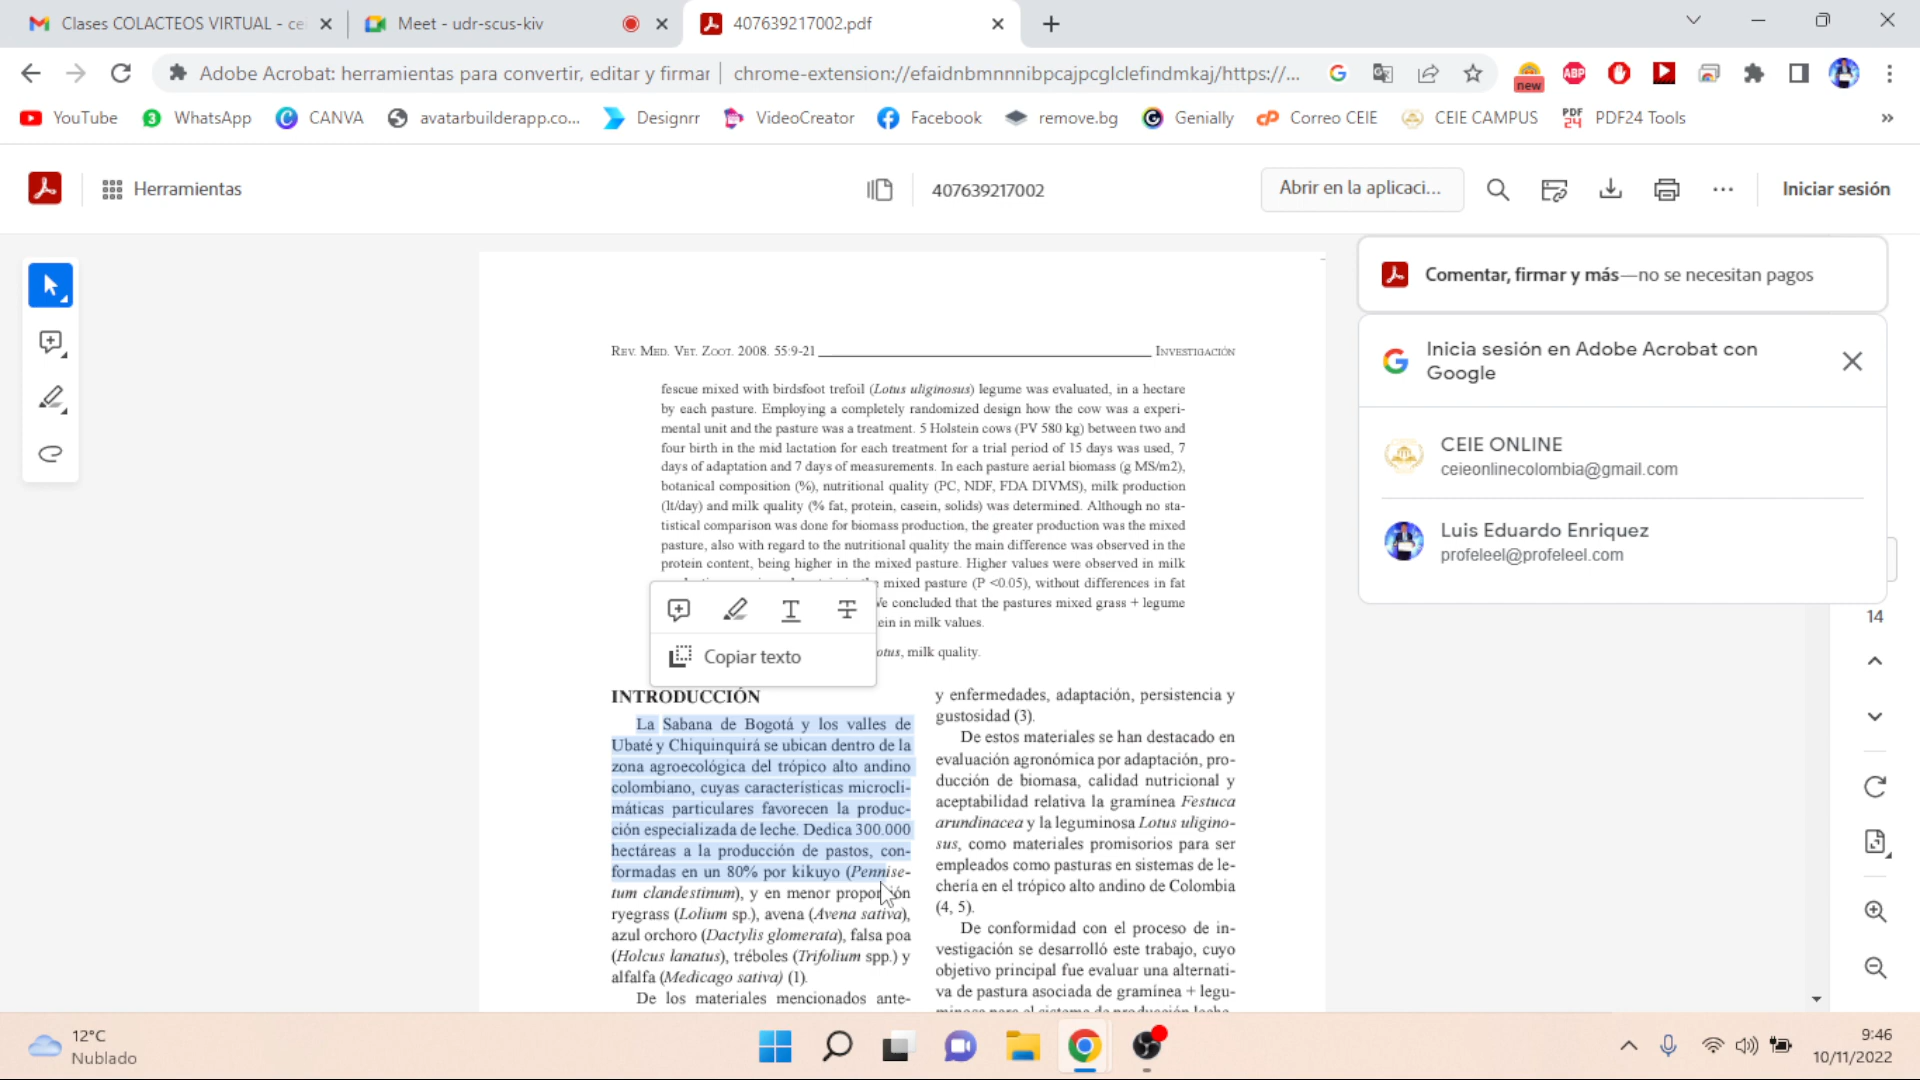 Clases COLACTEOS VIRTUAL - ce
Meet - udr-scus-kiv
407639217002.pdf
Adobe Acrobat: herramientas para convertir, editar y firmar
chrome-extension://efaidnbmnnnibpcajpcglclefindmkaj/https://...
new
ABP
YouTube
3
WhatsApp
CANVA
avatarbuilderapp.co...
Designrr
VideoCreator
Facebook
remove.bg
Genially
Correo CEIE
CEIE CAMPUS
PDF 24
PDF24 Tools
»
Herramientas
407639217002
Abrir en la aplicaci...
Iniciar sesión
Comentar, firmar y más—no se necesitan pagos
Inicia sesión en Adobe Acrobat con
Google
CEIE ONLINE
ceieonlinecolombia@gmail.com
Luis Eduardo Enriquez
profeleel@profeleel.com
14
Rev. Med. Vet. Zoot. 2008. 55:9-21
Investigación
fescue mixed with birdsfoot trefoil (Lotus uliginosus) legume was evaluated, in a hectare
by each pasture. Employing a completely randomized design how the cow was a experi-
mental unit and the pasture was a treatment. 5 Holstein cows (PV 580 kg) between two and
four birth in the mid lactation for each treatment for a trial period of 15 days was used, 7
days of adaptation and 7 days of measurements. In each pasture aerial biomass (g MS/m2),
botanical composition (%), nutritional quality (PC, NDF, FDA DIVMS), milk production
(lt/day) and milk quality (% fat, protein, casein, solids) was determined. Although no sta-
tistical comparison was done for biomass production, the greater production was the mixed
pasture, also with regard to the nutritional quality the main difference was observed in the
protein content, being higher in the mixed pasture. Higher values were observed in milk
mixed pasture (P <0.05), without differences in fat
concluded that the pastures mixed grass + legume
ein in milk values.
otus, milk quality.
Copiar texto
INTRODUCCIÓN
La Sabana de Bogotá y los valles de
Ubaté y Chiquinquirá se ubican dentro de la
zona agroecológica del trópico alto andino
colombiano, cuyas características microcli-
máticas particulares favorecen la produc-
ción especializada de leche. Dedica 300.000
hectáreas a la producción de pastos, con-
formadas en un 80% por kikuyo (Pennise-
tum clandestinum), y en menor proporción
ryegrass (Lolium sp.), avena (Avena sativa),
azul orchoro (Dactylis glomerata), falsa poa
(Holcus lanatus), tréboles (Trifolium spp.) y
alfalfa (Medicago sativa) (1).
De los materiales mencionados ante-
y enfermedades, adaptación, persistencia y
gustosidad (3).
De estos materiales se han destacado en
evaluación agronómica por adaptación, pro-
ducción de biomasa, calidad nutricional y
aceptabilidad relativa la gramínea Festuca
arundinacea y la leguminosa Lotus uligino-
sus, como materiales promisorios para ser
empleados como pasturas en sistemas de le-
chería en el trópico alto andino de Colombia
(4, 5).
De conformidad con el proceso de in-
vestigación se desarrolló este trabajo, cuyo
objetivo principal fue evaluar una alternati-
va de pastura asociada de gramínea + legu-
minosa para el sistema de producción leche
12°C
Nublado
9:46
10/11/2022